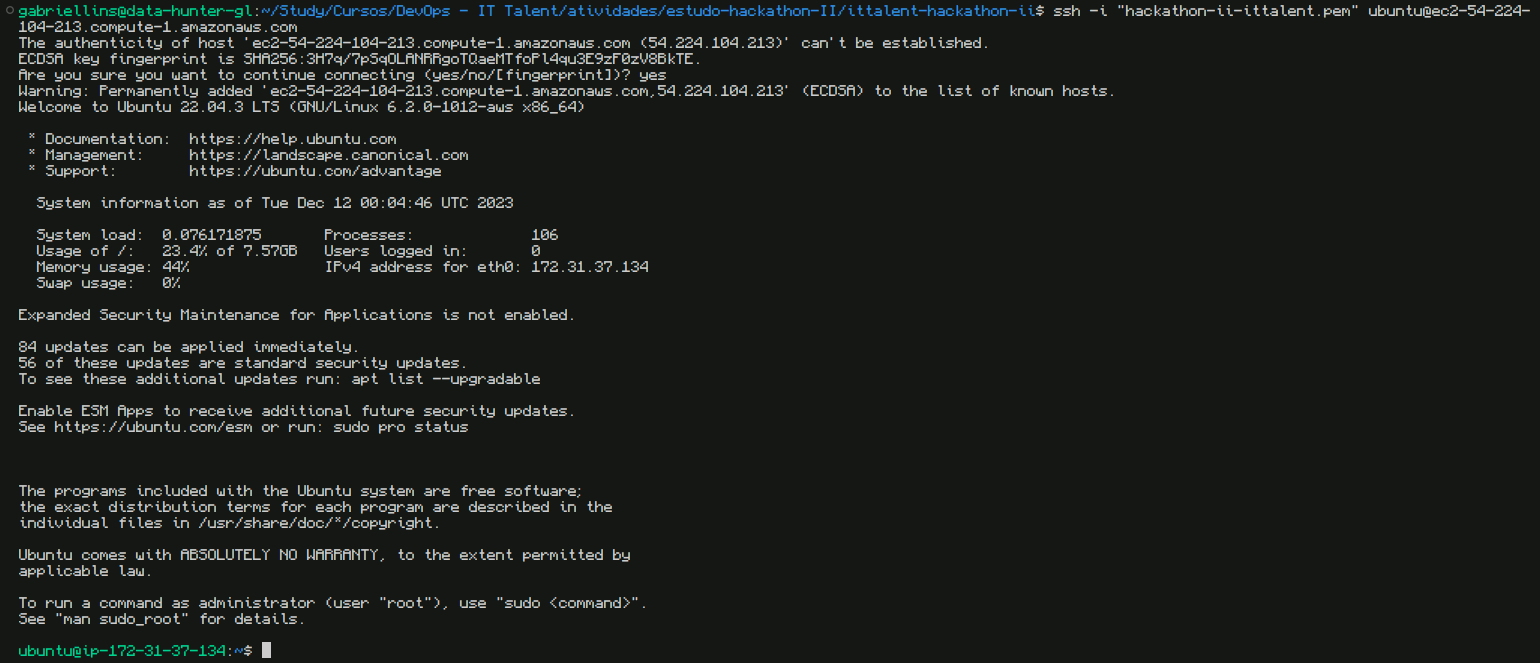 gabriellins@data-hunter-gl:~/Study/Cursos/DevOps - IT Talent/atividades/estudo-hackathon-II/ittalent-hackathon-ii$ ssh -i "hackathon-ii-ittalent.pem" ubuntu@ec2-54-224-
104-213.compute-1.amazonaws.com
The authenticity of host 'ec2-54-224-104-213.compute-1.amazonaws.com (54.224.104.213)' can't be established.
ECDSA key fingerprint is SHA256:3H7q/7pSqOLANRRgoTQaeMTfoPl4qu3E9zF0zV8BkTE.
Are you sure you want to continue connecting (yes/no/[fingerprint])? yes
Warning: Permanently added 'ec2-54-224-104-213.compute-1.amazonaws.com,54.224.104.213' (ECDSA) to the list of known hosts.
Welcome to Ubuntu 22.04.3 LTS (GNU/Linux 6.2.0-1012-aws x86_64)
* Documentation:  https://help.ubuntu.com
* Management:     https://landscape.canonical.com
* Support:        https://ubuntu.com/advantage
System information as of Tue Dec 12 00:04:46 UTC 2023
System load:  0.076171875       Processes:             106
Usage of /:   23.4% of 7.57GB   Users logged in:       0
Memory usage: 44%               IPv4 address for eth0: 172.31.37.134
Swap usage:   0%
Expanded Security Maintenance for Applications is not enabled.
84 updates can be applied immediately.
56 of these updates are standard security updates.
To see these additional updates run: apt list --upgradable
Enable ESM Apps to receive additional future security updates.
See https://ubuntu.com/esm or run: sudo pro status
The programs included with the Ubuntu system are free software;
the exact distribution terms for each program are described in the
individual files in /usr/share/doc/*/copyright.
Ubuntu comes with ABSOLUTELY NO WARRANTY, to the extent permitted by
applicable law.
To run a command as administrator (user "root"), use "sudo <command>".
See "man sudo_root" for details.
ubuntu@ip-172-31-37-134:~$